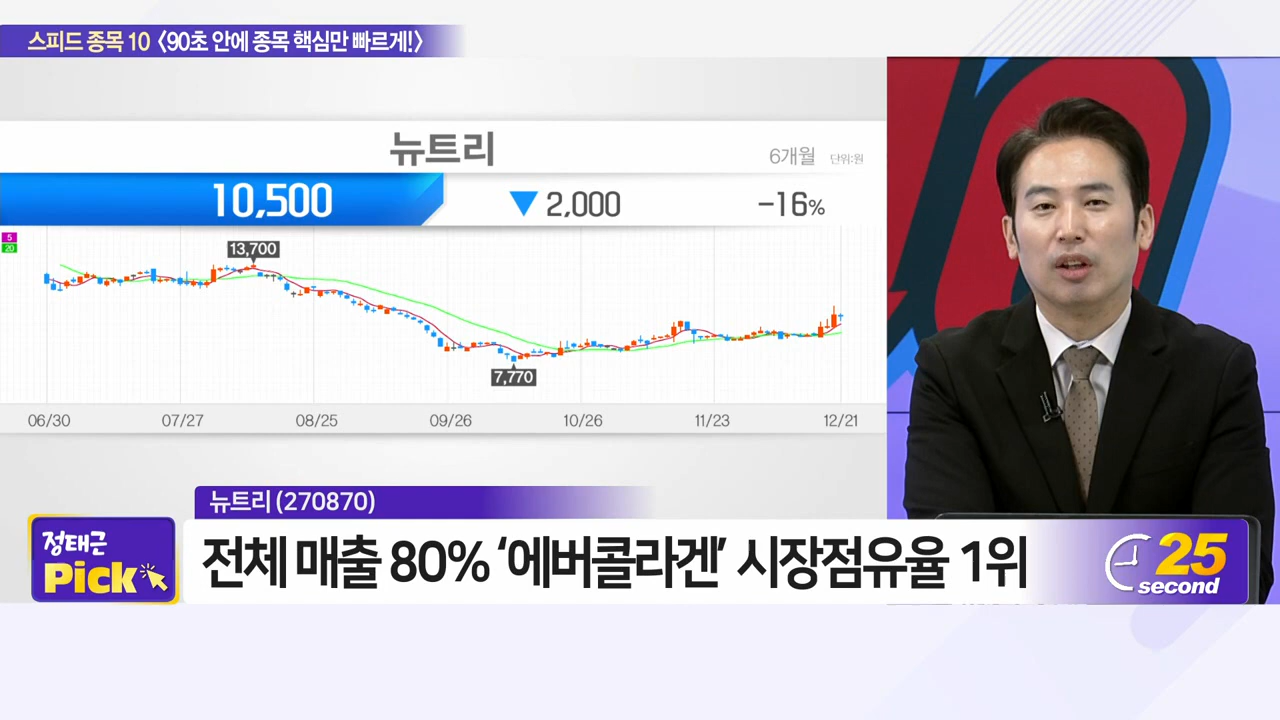 스피드 종목 10 〈90초 안에 종목 핵심만 빠르게!〉
뉴트리
6개월 단위:원
10,500 ▼ 2,000 -16%
5
20
13,700
7,770
06/30 07/27 08/25 09/26 10/26 11/23 12/21
뉴트리 (270870)
정태근
Pick
전체 매출 80% ‘에버콜라겐’ 시장점유율 1위
25
second